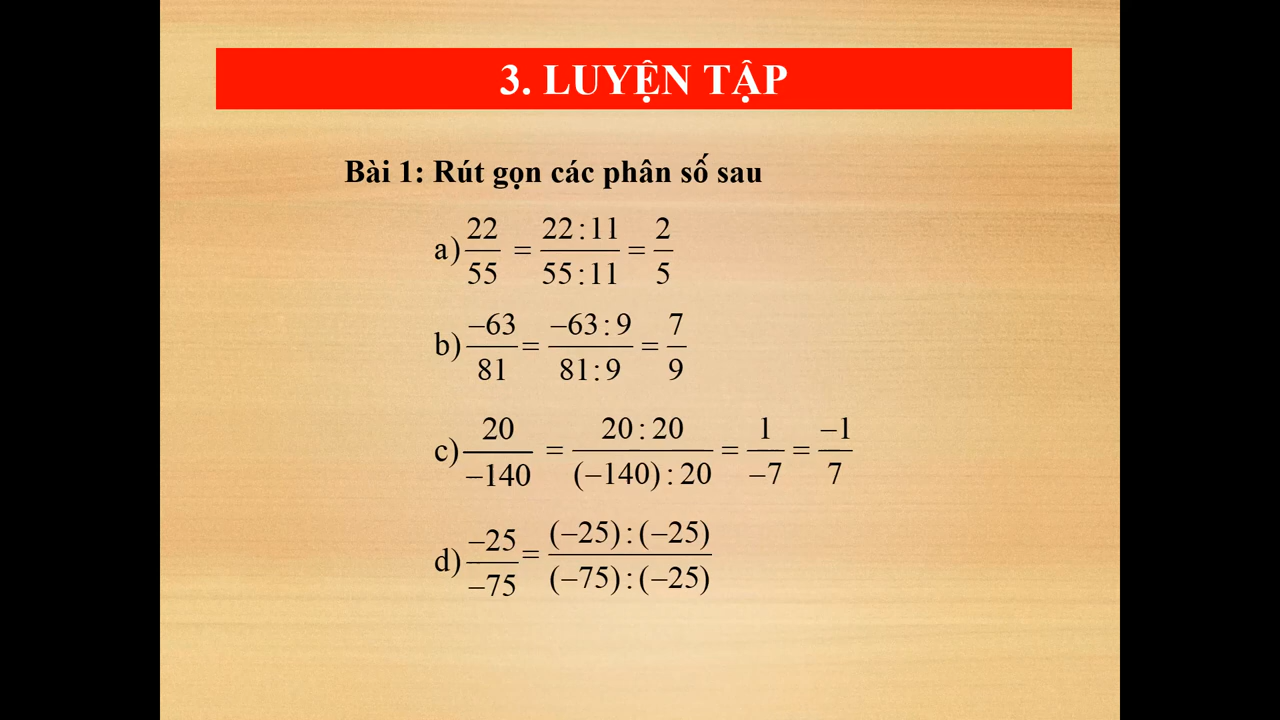 3. LUYỆN TẬP
Bài 1: Rút gọn các phân số sau
a) 22/55 = 22 : 11/55 : 11 = 2/5
b) –63/81 = –63 : 9/81 : 9 = 7/9
c) 20/–140 = 20 : 20/(–140) : 20 = 1/–7 = –1/7
d) –25/–75 = (–25) : (–25)/(–75) : (–25)